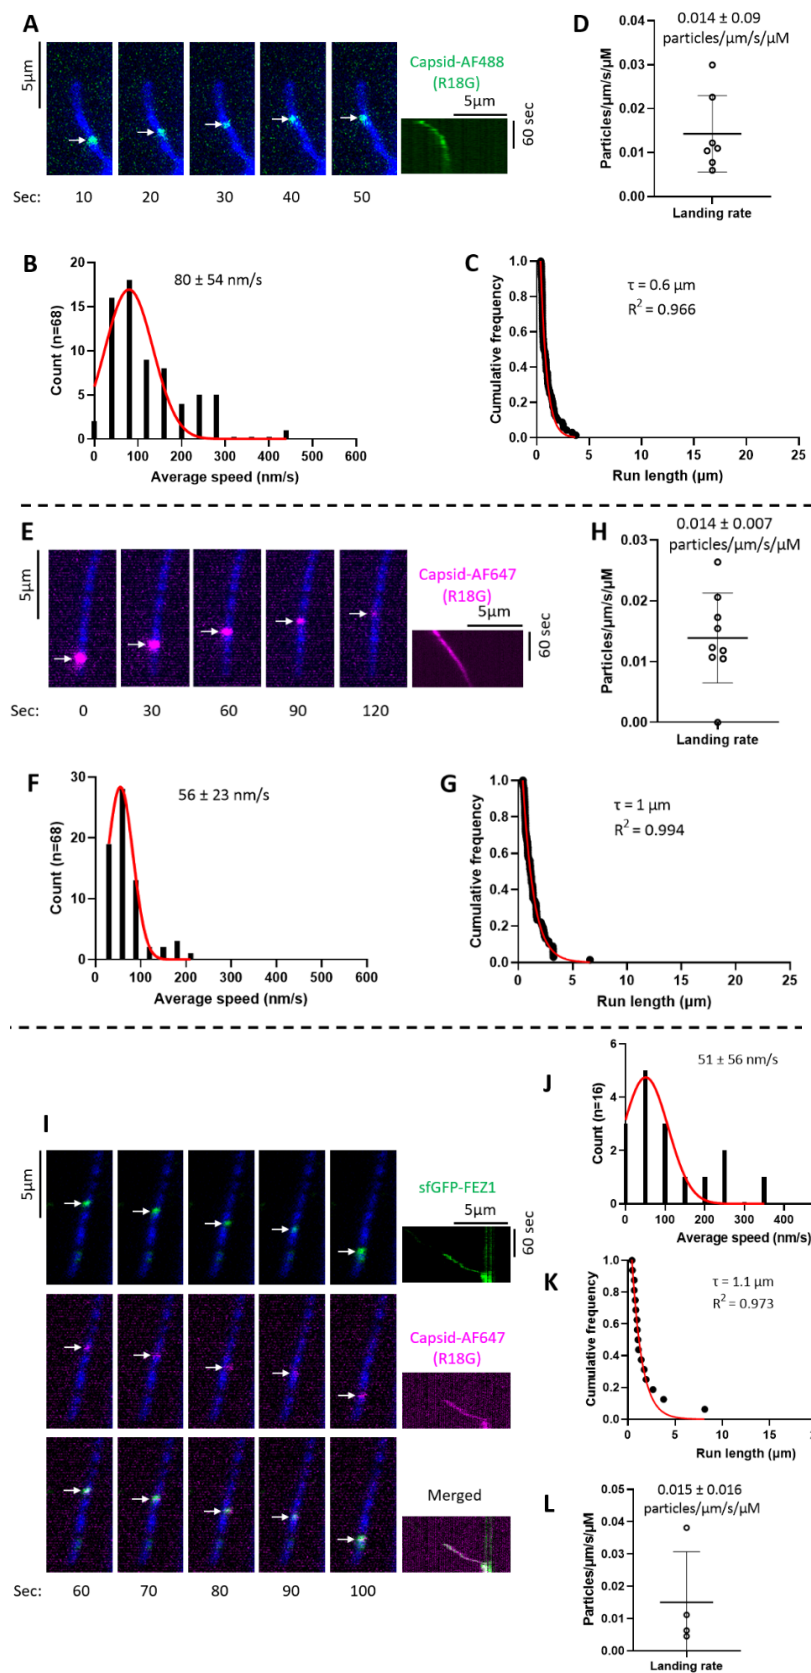 A
5µm
Capsid-AF488
(R18G)
5µm
60 sec
Sec: 10 20 30 40 50
D
0.014 ± 0.09
particles/µm/s/µM
Particles/µm/s/µM
0.04
0.03
0.02
0.01
0.00
Landing rate
B
80 ± 54 nm/s
Count (n=68)
20
15
10
5
0
0 100 200 300 400 500 600
Average speed (nm/s)
C
τ = 0.6 µm
R² = 0.966
Cumulative frequency
1.0
0.8
0.6
0.4
0.2
0.0
0 5 10 15 20 25
Run length (µm)
E
5µm
Capsid-AF647
(R18G)
5µm
60 sec
Sec: 0 30 60 90 120
H
0.014 ± 0.007
particles/µm/s/µM
Particles/µm/s/µM
0.03
0.02
0.01
0.00
Landing rate
F
56 ± 23 nm/s
Count (n=68)
30
20
10
0
0 100 200 300 400 500 600
Average speed (nm/s)
G
τ = 1 µm
R² = 0.994
Cumulative frequency
1.0
0.8
0.6
0.4
0.2
0.0
0 5 10 15 20 25
Run length (µm)
I
5µm
sfGFP-FEZ1
5µm
60 sec
Capsid-AF647
(R18G)
Merged
Sec: 60 70 80 90 100
J
51 ± 56 nm/s
Count (n=16)
6
4
2
0
0 100 200 300 400
Average speed (nm/s)
K
τ = 1.1 µm
R² = 0.973
Cumulative frequency
1.0
0.8
0.6
0.4
0.2
0.0
0 5 10 15
Run length (µm)
L
0.015 ± 0.016
particles/µm/s/µM
Particles/µm/s/µM
0.05
0.04
0.03
0.02
0.01
0.00
Landing rate